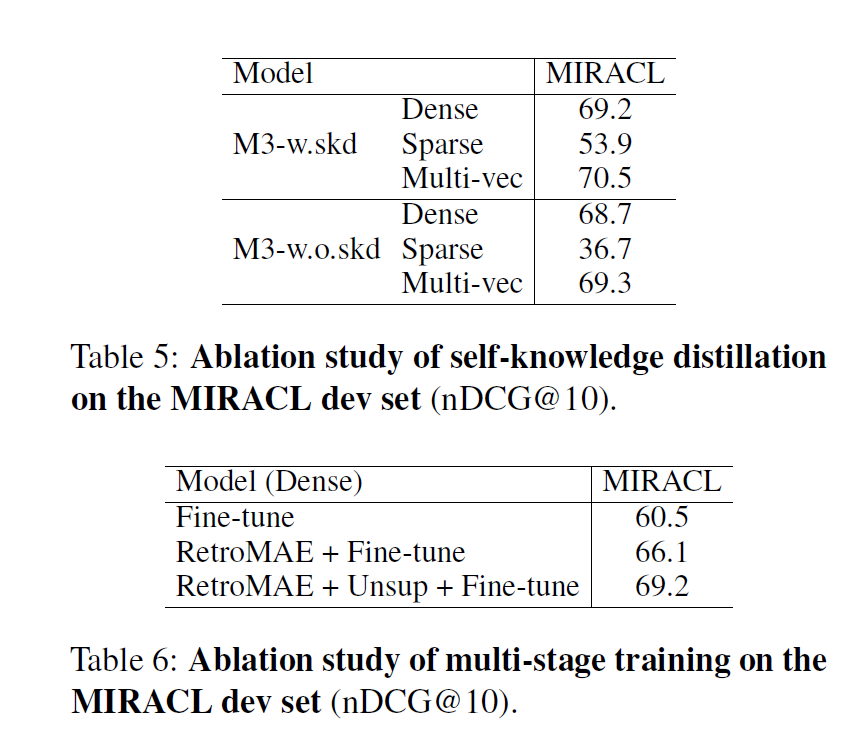 Model MIRACL
Dense 69.2
M3-w.skd Sparse 53.9
Multi-vec 70.5
Dense 68.7
M3-w.o.skd Sparse 36.7
Multi-vec 69.3
Table 5: Ablation study of self-knowledge distillation
on the MIRACL dev set (nDCG@10).
Model (Dense) MIRACL
Fine-tune 60.5
RetroMAE + Fine-tune 66.1
RetroMAE + Unsup + Fine-tune 69.2
Table 6: Ablation study of multi-stage training on the
MIRACL dev set (nDCG@10).